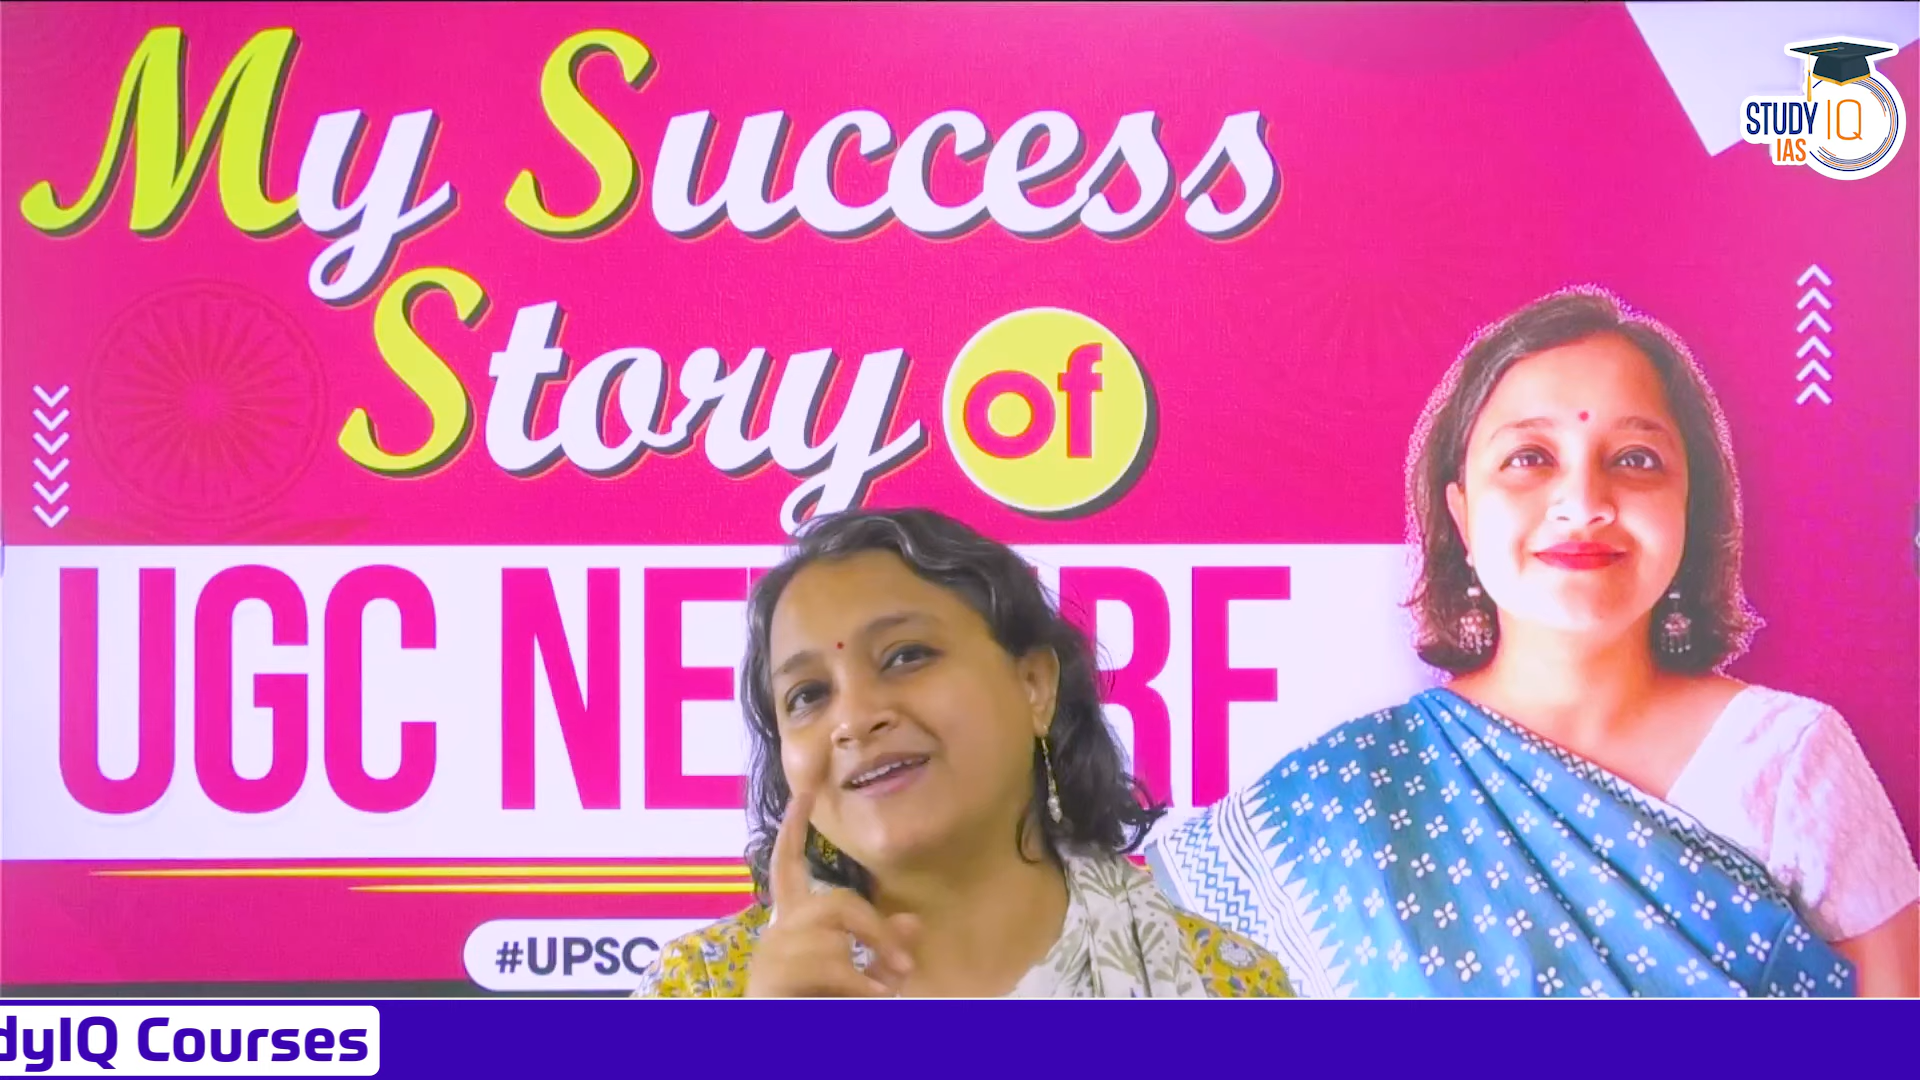 My Success
Story of
UGC NE RF
#UPSC
STUDY IQ
IAS
dyIQ Courses